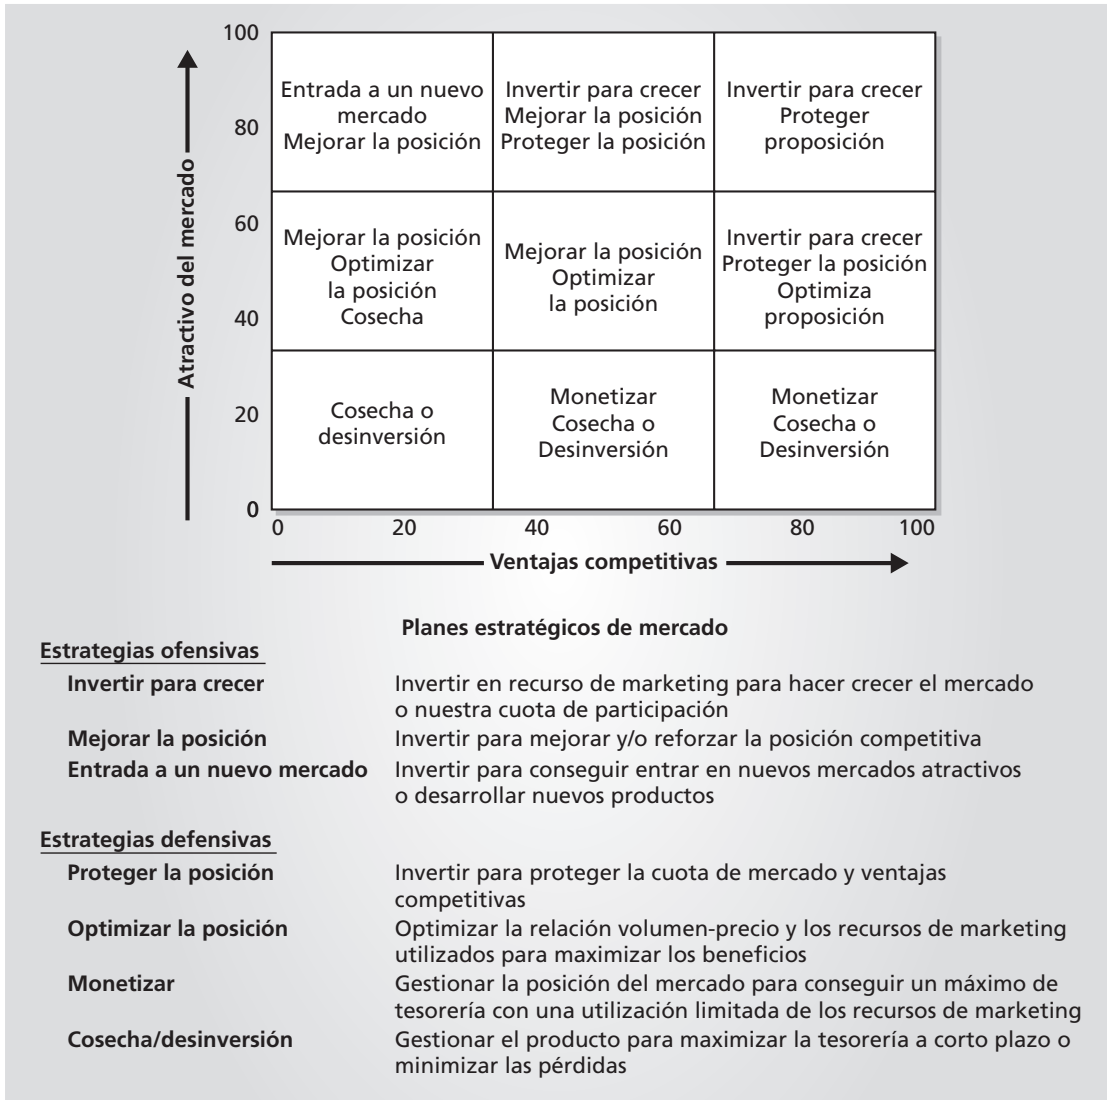 100
80
60
40
20
0
Atractivo del mercado
Entrada a un nuevo
mercado
Mejorar la posición
Invertir para crecer
Mejorar la posición
Proteger la posición
Invertir para crecer
Proteger
proposición
Mejorar la posición
Optimizar
la posición
Cosecha
Mejorar la posición
Optimizar
la posición
Invertir para crecer
Proteger la posición
Optimiza
proposición
Cosecha o
desinversión
Monetizar
Cosecha o
Desinversión
Monetizar
Cosecha o
Desinversión
0 20 40 60 80 100
Ventajas competitivas
Planes estratégicos de mercado
Estrategias ofensivas
Invertir para crecer Invertir en recurso de marketing para hacer crecer el mercado
o nuestra cuota de participación
Mejorar la posición Invertir para mejorar y/o reforzar la posición competitiva
Entrada a un nuevo mercado Invertir para conseguir entrar en nuevos mercados atractivos
o desarrollar nuevos productos
Estrategias defensivas
Proteger la posición Invertir para proteger la cuota de mercado y ventajas
competitivas
Optimizar la posición Optimizar la relación volumen-precio y los recursos de marketing
utilizados para maximizar los beneficios
Monetizar Gestionar la posición del mercado para conseguir un máximo de
tesorería con una utilización limitada de los recursos de marketing
Cosecha/desinversión Gestionar el producto para maximizar la tesorería a corto plazo o
minimizar las pérdidas